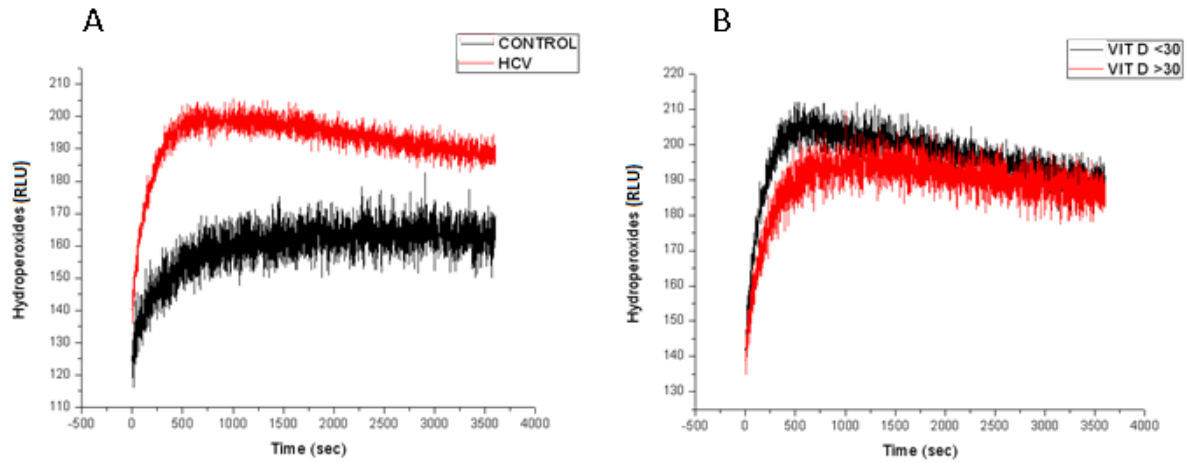 A
CONTROL
HCV
Hydroperoxides (RLU)
210
200
190
180
170
160
150
140
130
120
110
-500 0 500 1000 1500 2000 2500 3000 3500 4000
Time (sec)
B
VIT D <30
VIT D >30
Hydroperoxides (RLU)
220
210
200
190
180
170
160
150
140
130
-500 0 500 1000 1500 2000 2500 3000 3500 4000
Time (sec)